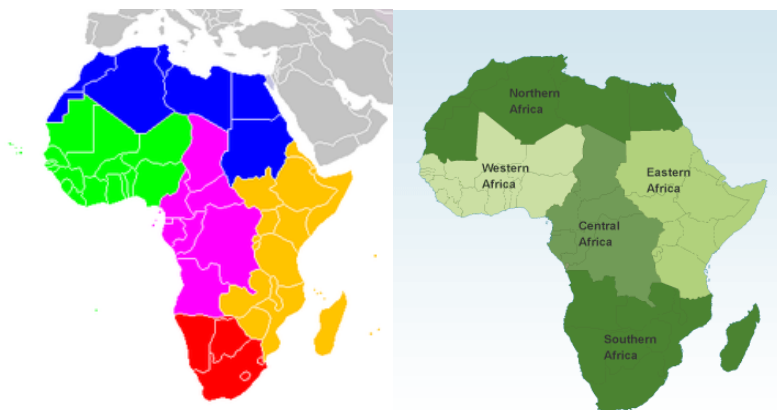 Northern
Africa
Western
Africa
Eastern
Africa
Central
Africa
Southern
Africa